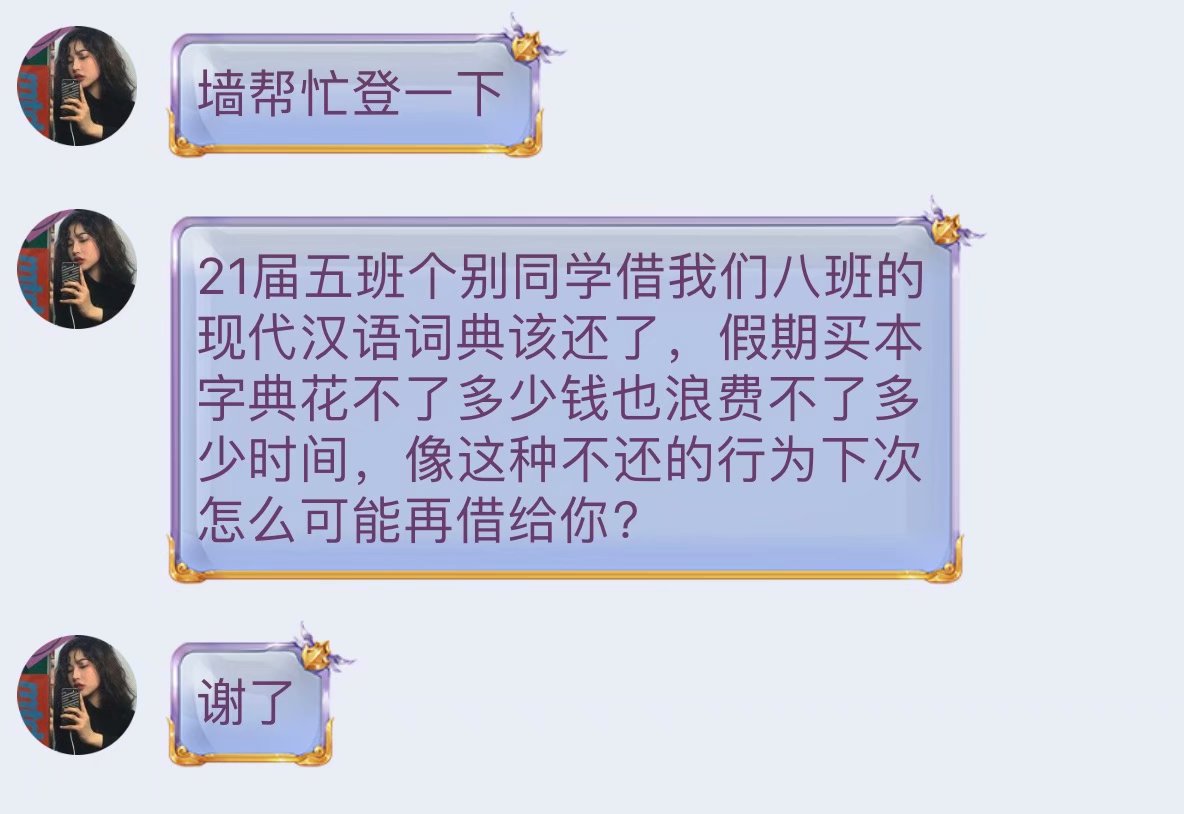 墙帮忙登一下
21届五班个别同学借我们八班的
现代汉语词典该还了，假期买本
字典花不了多少钱也浪费不了多
少时间，像这种不还的行为下次
怎么可能再借给你?
谢了